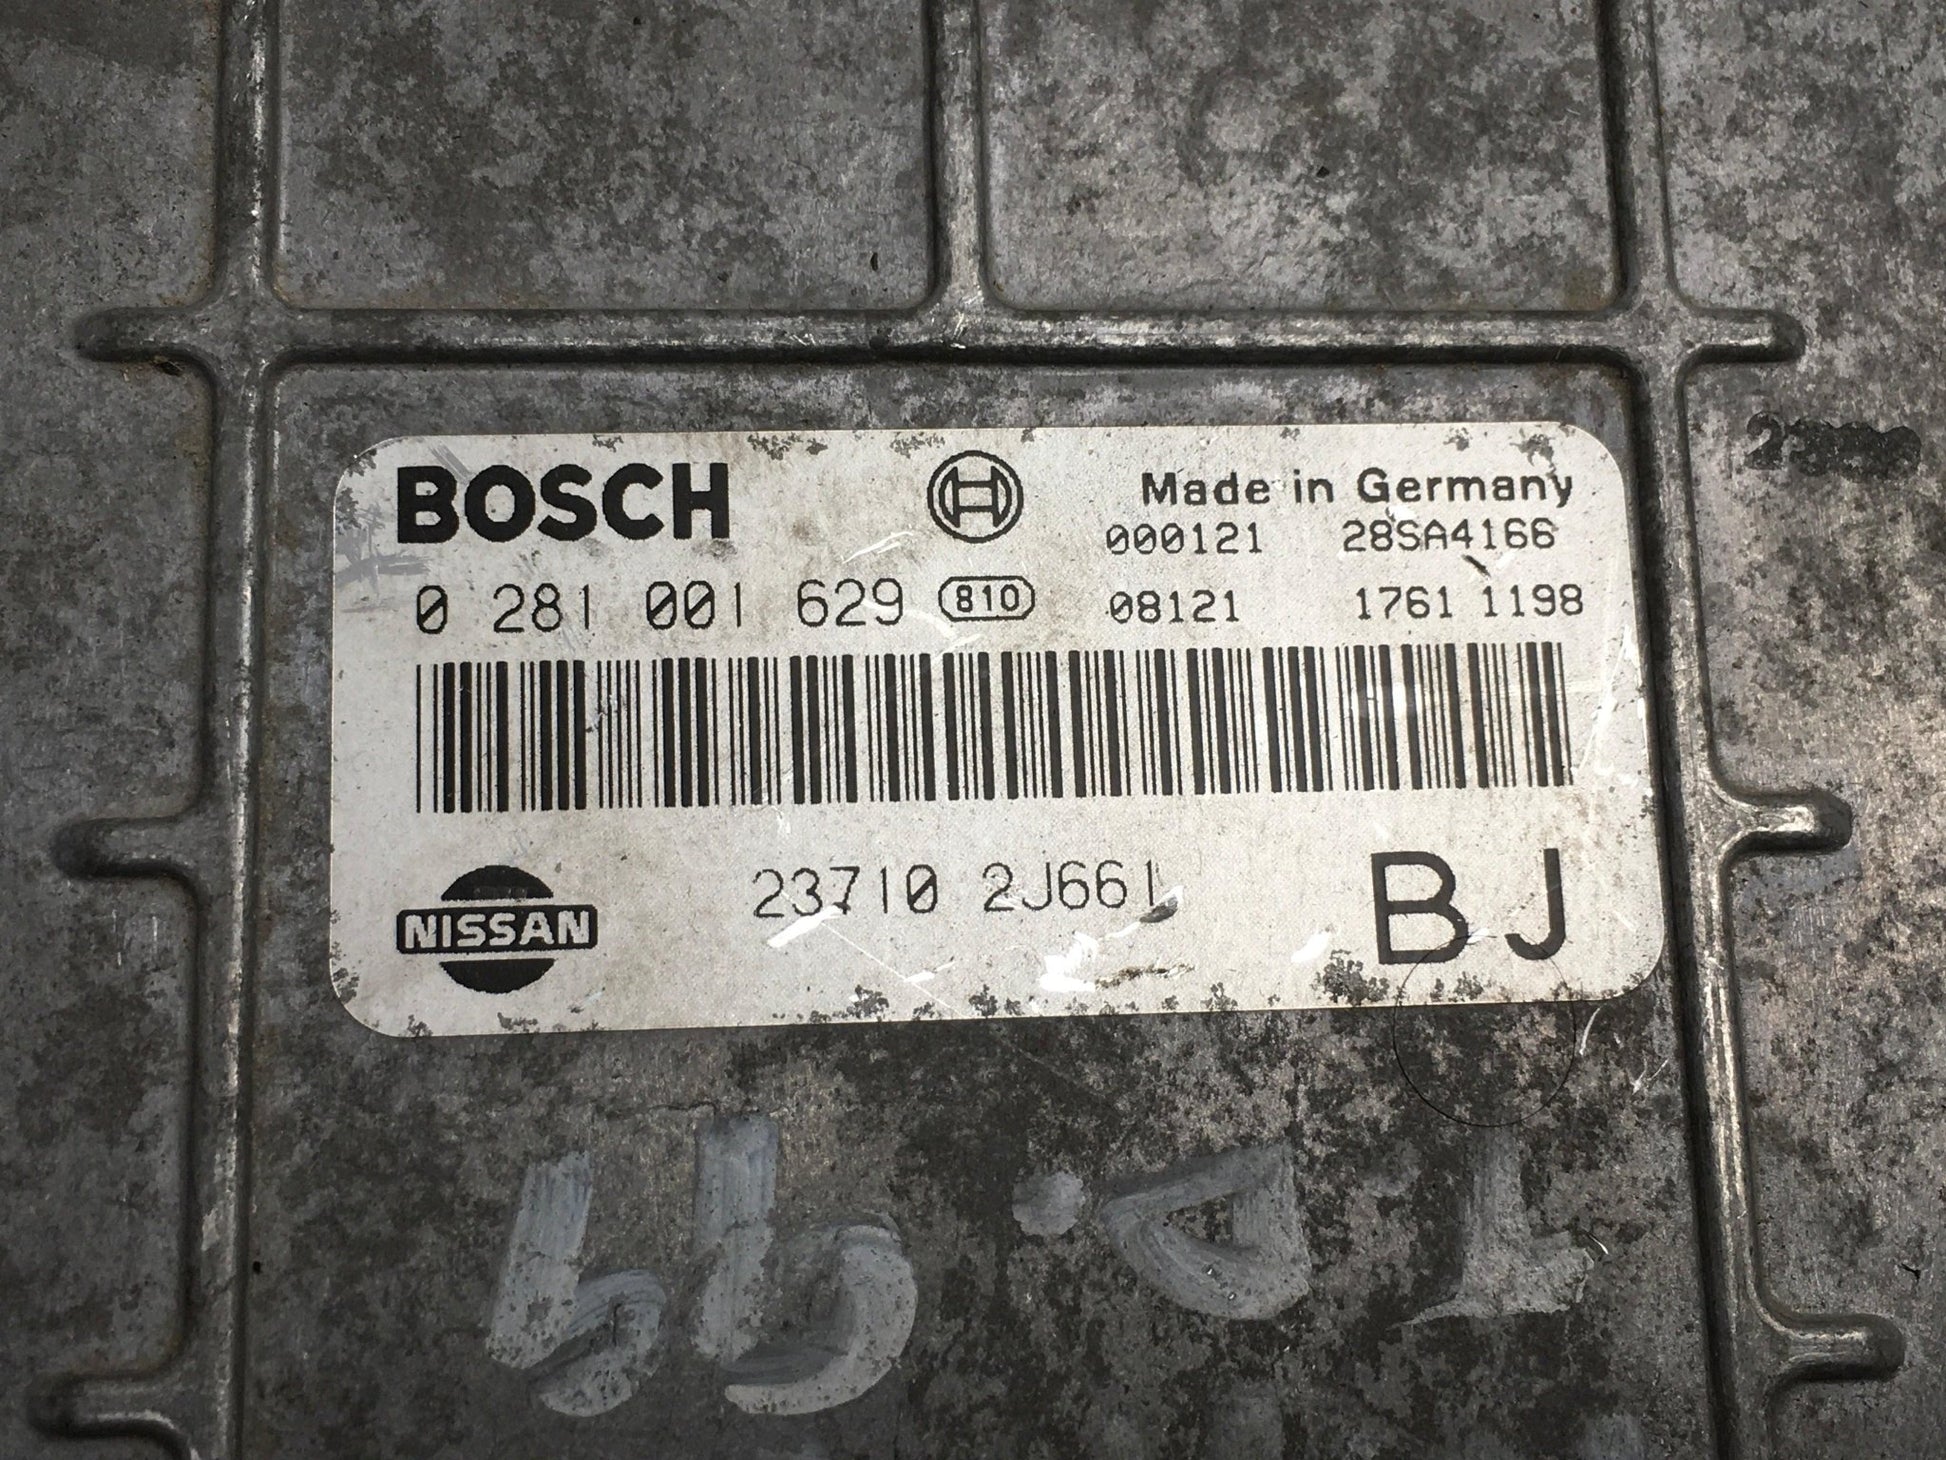 BOSCH
Made in Germany
000121 28SA4166
0 281 001 629 810 08121 1761 1198
NISSAN 23710 2J661 BJ